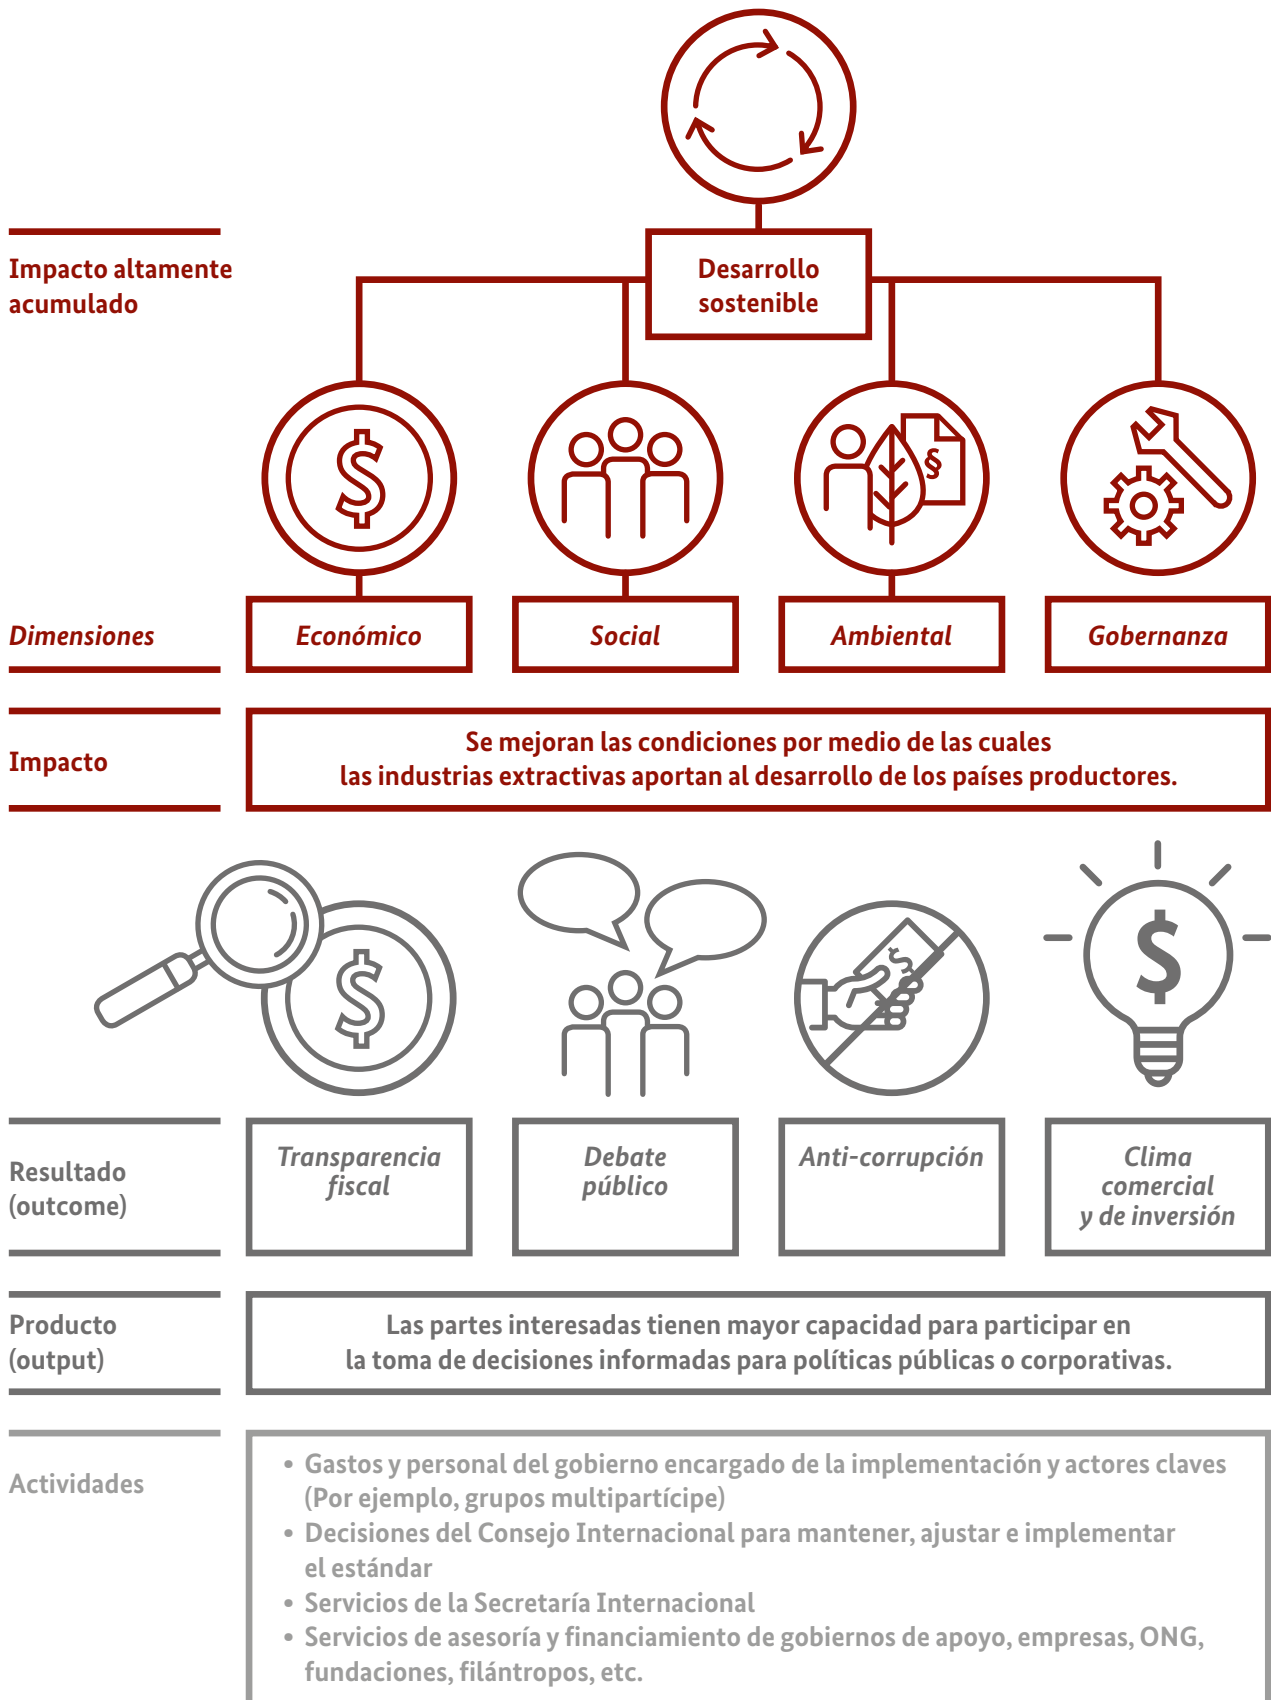 Impacto altamente
acumulado
Desarrollo
sostenible
$
§
Dimensiones
Económico
Social
Ambiental
Gobernanza
Impacto
Se mejoran las condiciones por medio de las cuales
las industrias extractivas aportan al desarrollo de los países productores.
$
$
$
Resultado
(outcome)
Transparencia
fiscal
Debate
público
Anti-corrupción
Clima
comercial
y de inversión
Producto
(output)
Las partes interesadas tienen mayor capacidad para participar en
la toma de decisiones informadas para políticas públicas o corporativas.
Actividades
• Gastos y personal del gobierno encargado de la implementación y actores claves
(Por ejemplo, grupos multipartícipe)
• Decisiones del Consejo Internacional para mantener, ajustar e implementar
el estándar
• Servicios de la Secretaría Internacional
• Servicios de asesoría y financiamiento de gobiernos de apoyo, empresas, ONG,
fundaciones, filántropos, etc.